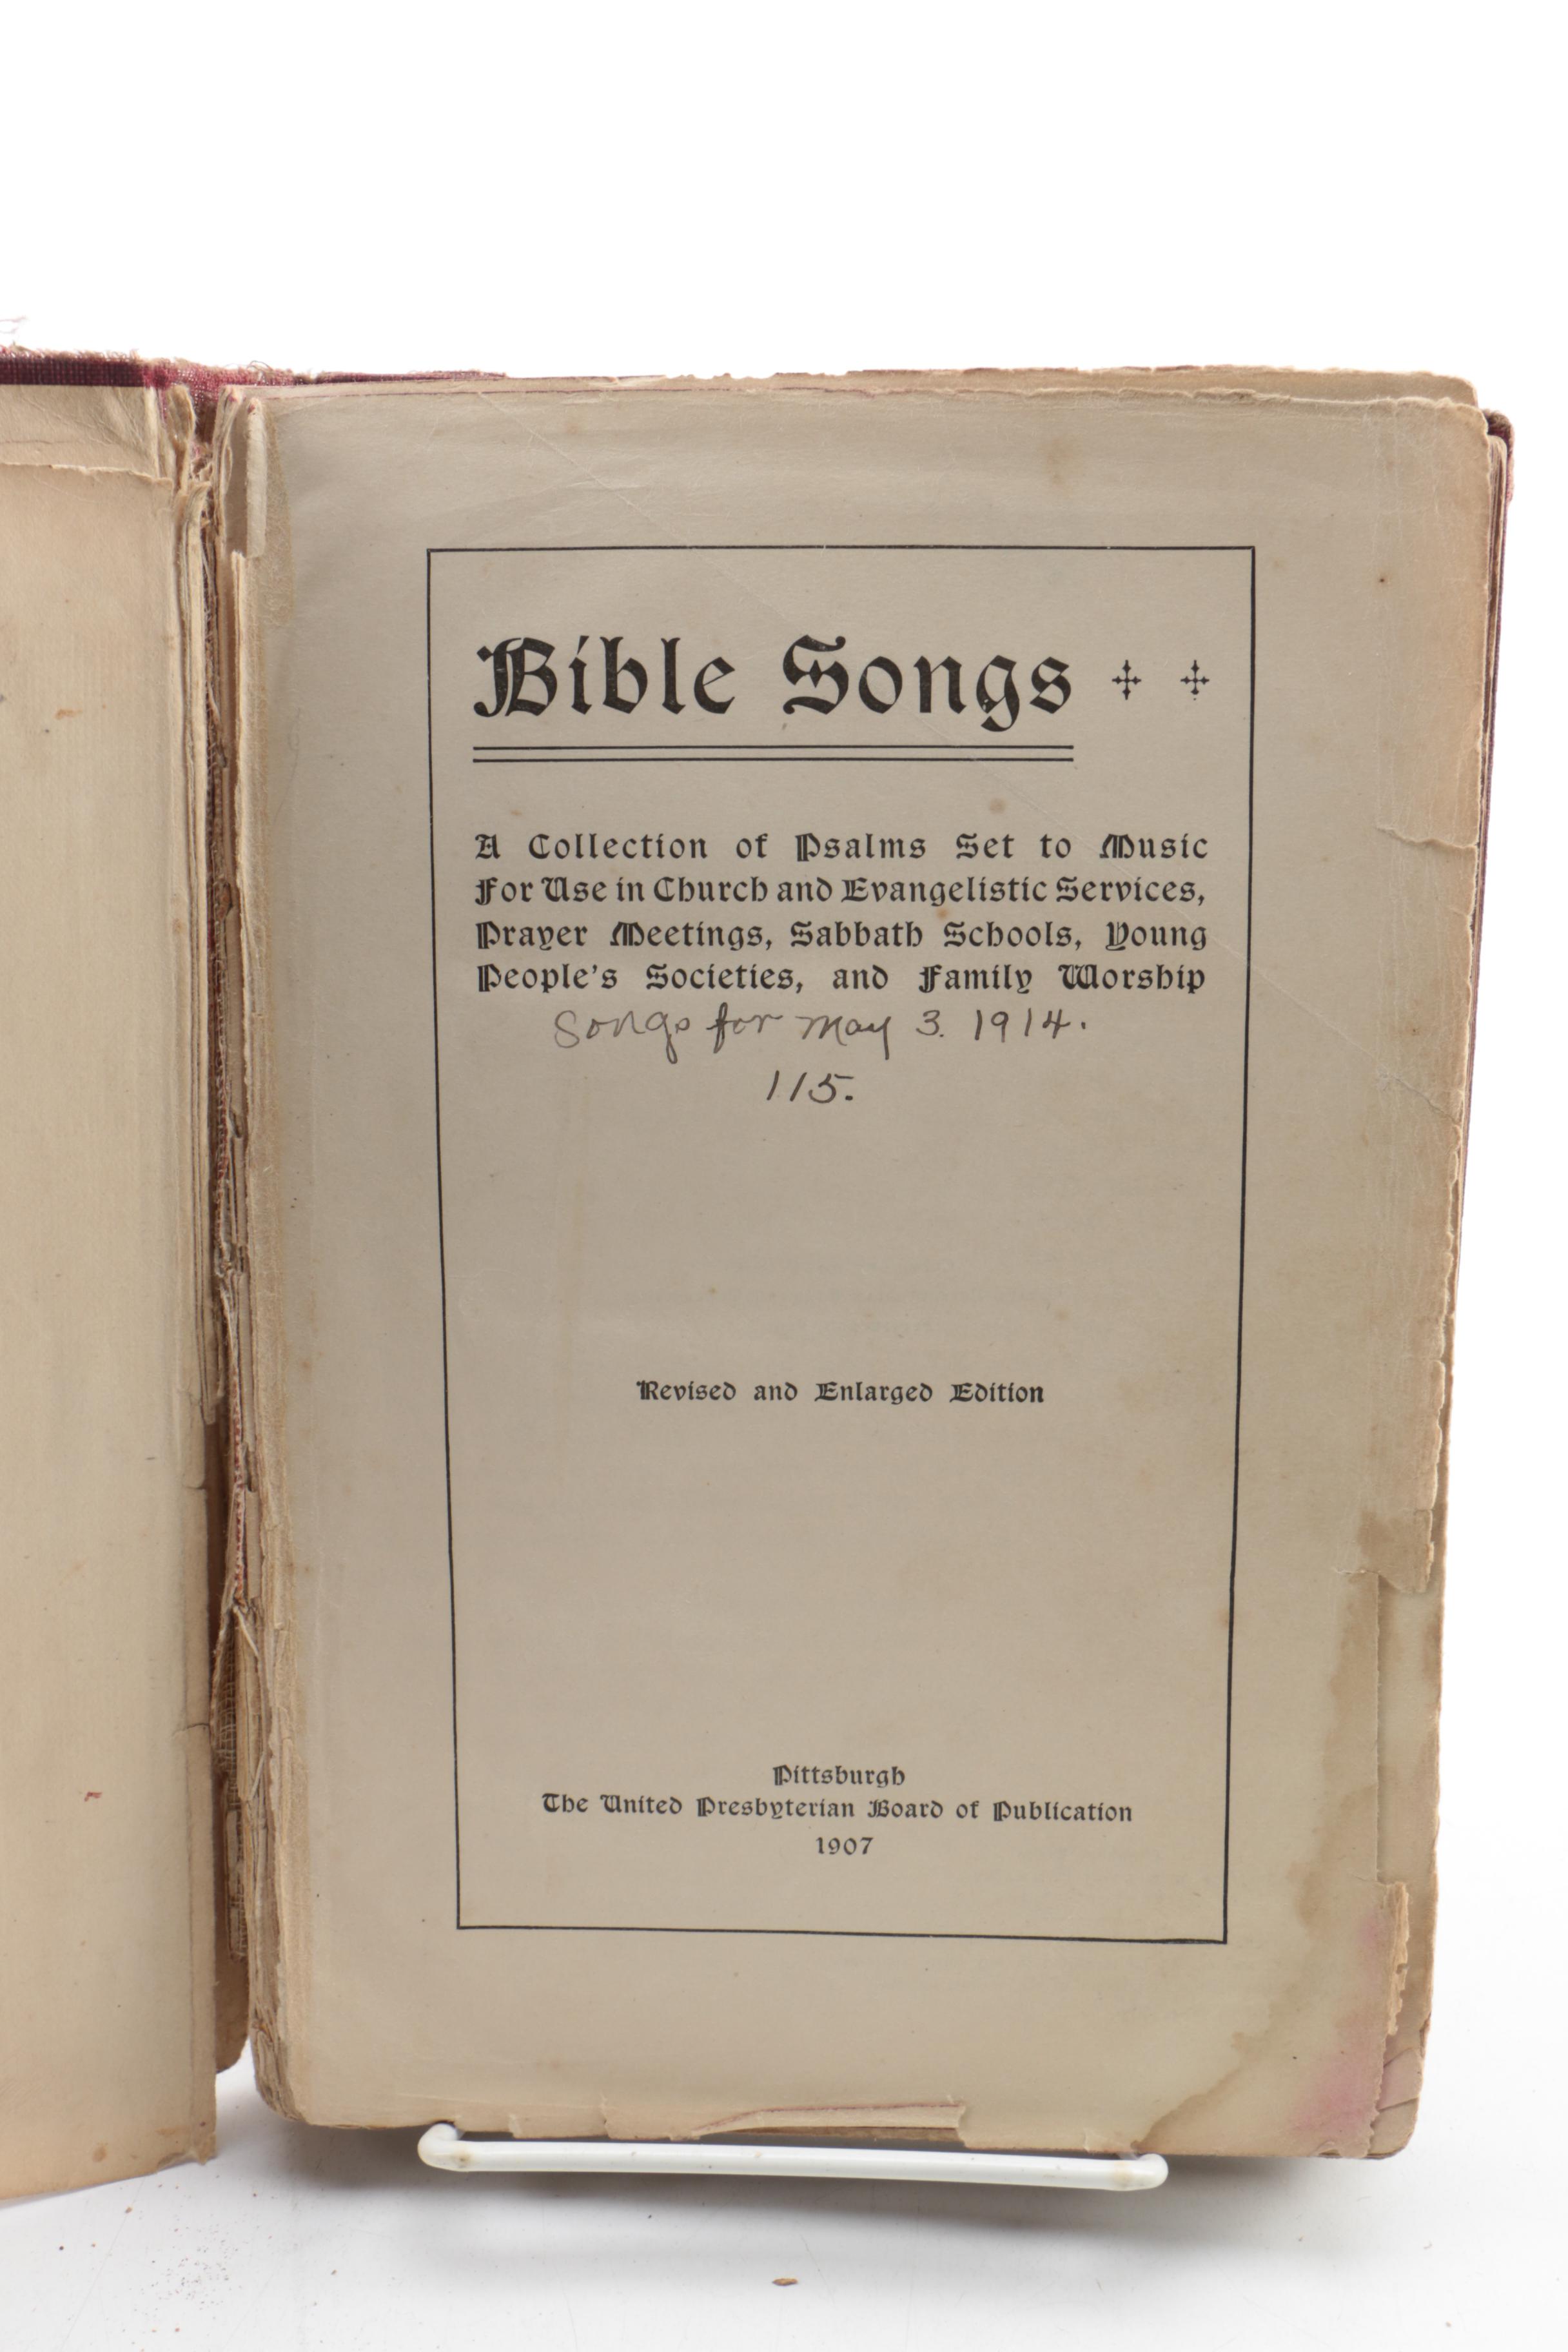 Bible Songs
A Collection of Psalms Set to Music
For Use in Church and Evangelistic Services,
Prayer Meetings, Sabbath Schools, Young
People's Societies, and Family Worship
Songs for May 3. 1914.
115.
Revised and Enlarged Edition
Pittsburgh
The United Presbyterian Board of Publication
1907